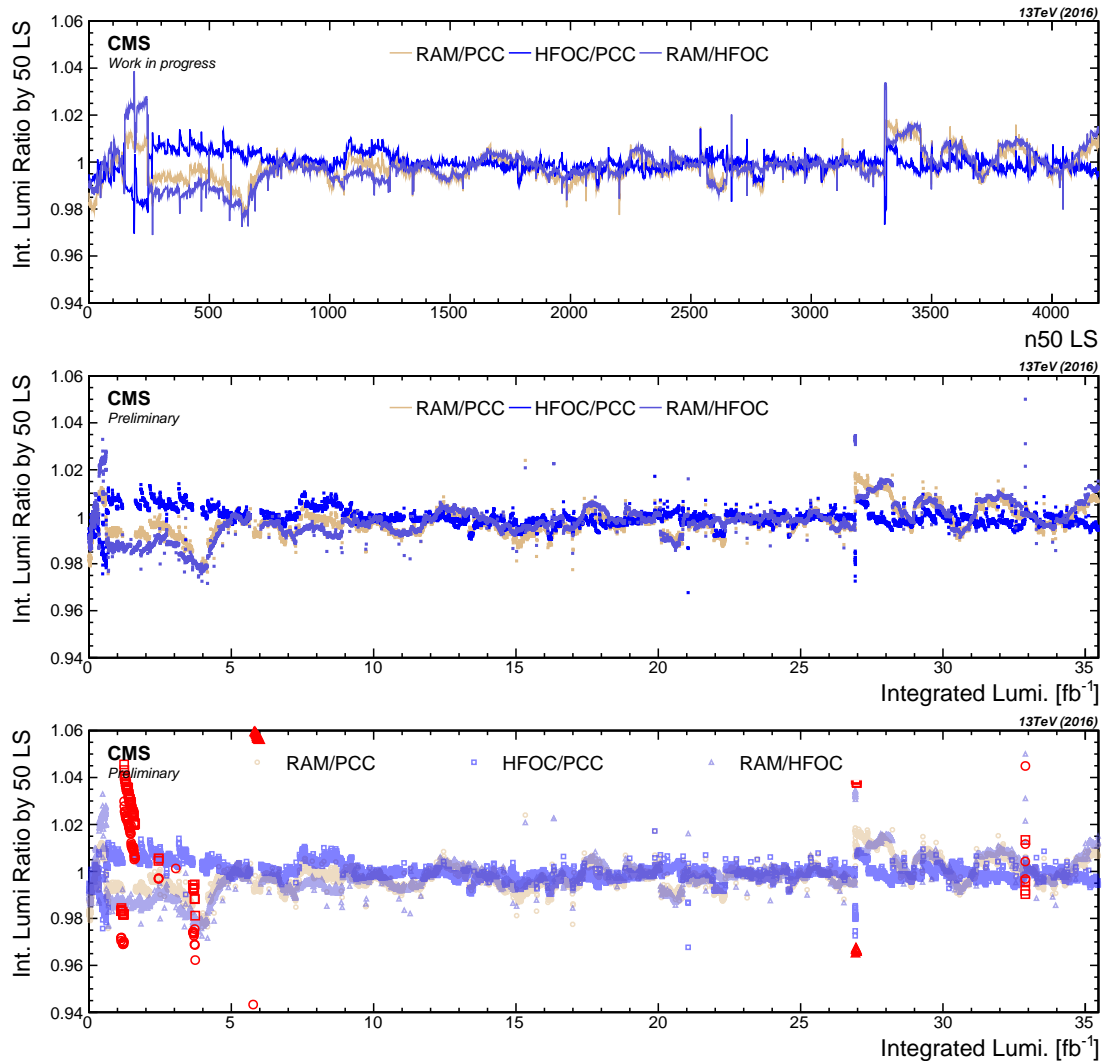 13TeV (2016)
1.06
CMS
Work in progress
RAM/PCC HFOC/PCC RAM/HFOC
1.04
1.02
1
0.98
0.96
0.94
Int. Lumi Ratio by 50 LS
0 500 1000 1500 2000 2500 3000 3500 4000
n50 LS
13TeV (2016)
1.06
CMS
Preliminary
RAM/PCC HFOC/PCC RAM/HFOC
1.04
1.02
1
0.98
0.96
0.94
Int. Lumi Ratio by 50 LS
0 5 10 15 20 25 30 35
Integrated Lumi. [fb⁻¹]
13TeV (2016)
1.06
CMS
Preliminary
RAM/PCC HFOC/PCC RAM/HFOC
1.04
1.02
1
0.98
0.96
0.94
Int. Lumi Ratio by 50 LS
0 5 10 15 20 25 30 35
Integrated Lumi. [fb⁻¹]